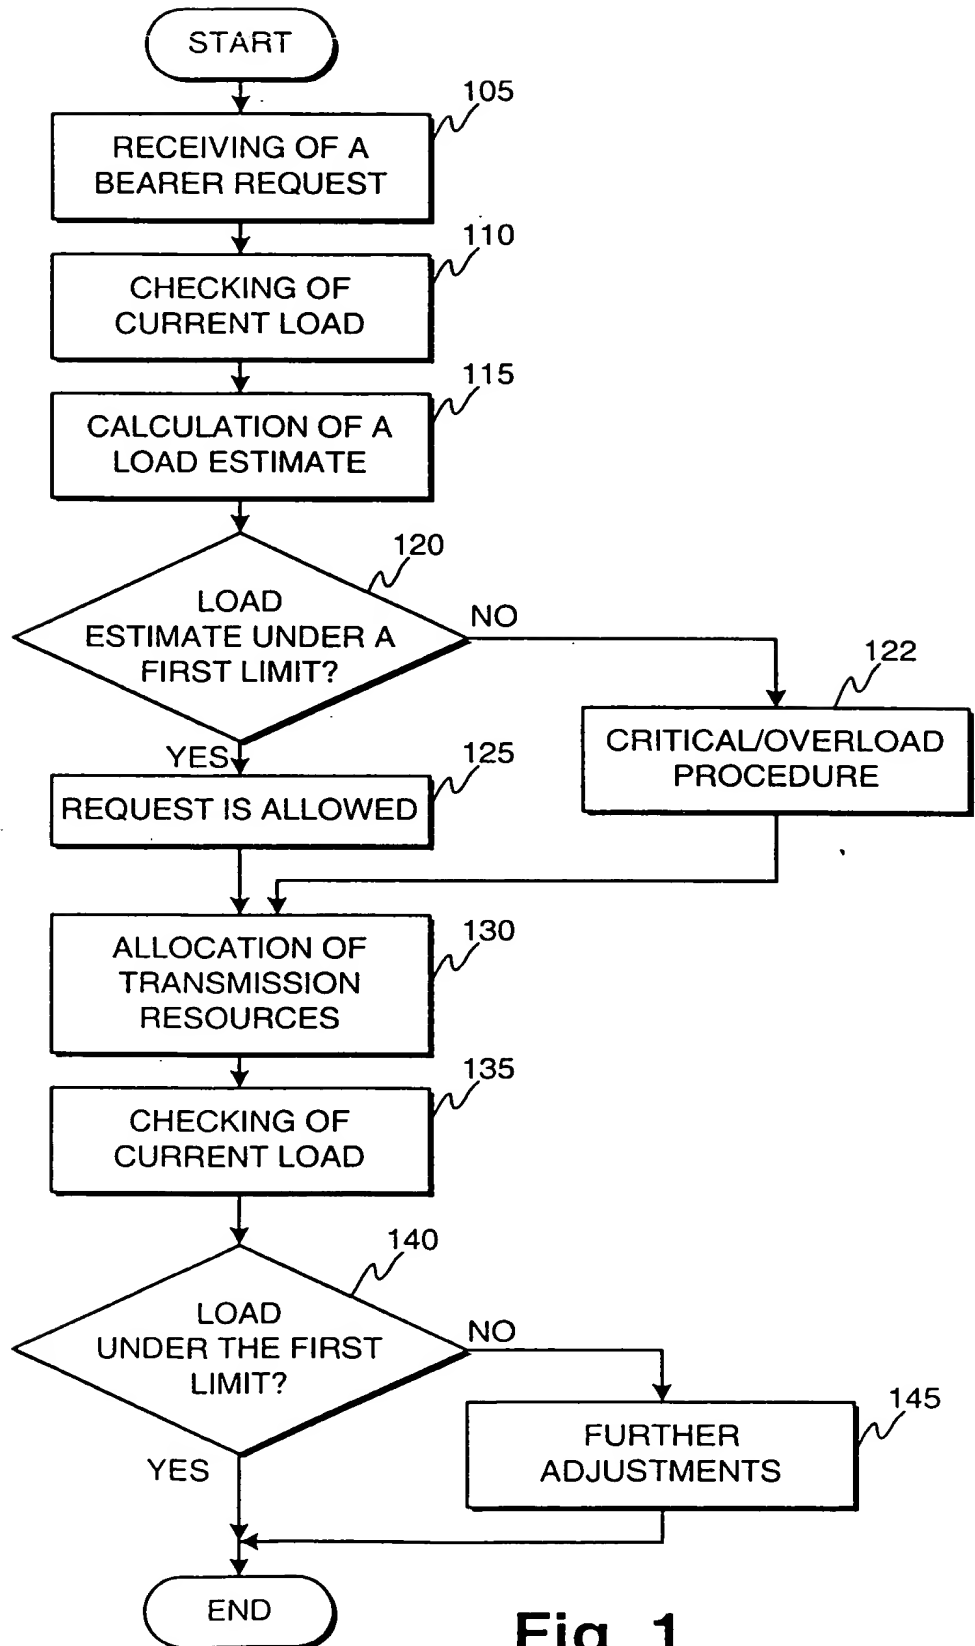 START
105
RECEIVING OF A
BEARER REQUEST
110
CHECKING OF
CURRENT LOAD
115
CALCULATION OF A
LOAD ESTIMATE
120
LOAD
ESTIMATE UNDER A
FIRST LIMIT?
NO
122
CRITICAL/OVERLOAD
PROCEDURE
YES
125
REQUEST IS ALLOWED
130
ALLOCATION OF
TRANSMISSION
RESOURCES
135
CHECKING OF
CURRENT LOAD
140
LOAD
UNDER THE FIRST
LIMIT?
NO
145
FURTHER
ADJUSTMENTS
YES
END
Fig. 1